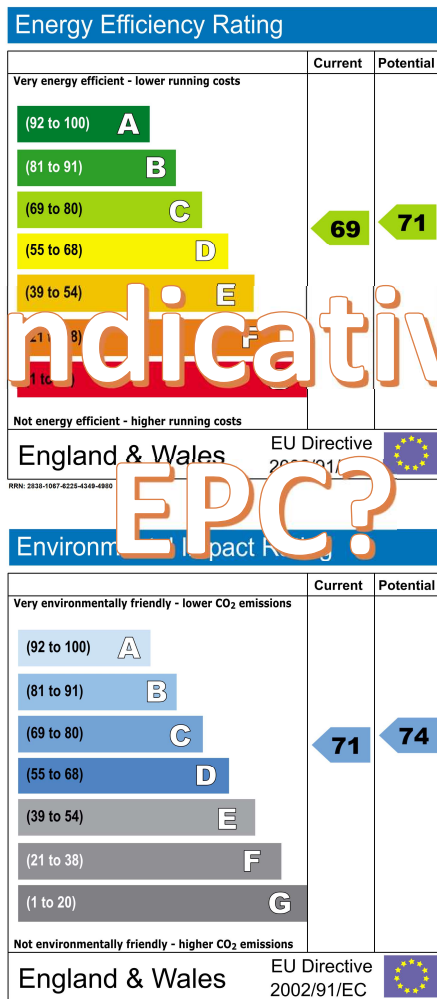 Energy Efficiency Rating
Current Potential
Very energy efficient - lower running costs
(92 to 100) A
(81 to 91) B
(69 to 80) C
69 71
(55 to 68) D
(39 to 54) E
ndicativ
F
Not energy efficient - higher running costs
England & Wales
EU Directive
RRN: 2838-1067-6225-4349-4980
EPC?
Current Potential
Very environmentally friendly - lower CO₂ emissions
(92 to 100) A
(81 to 91) B
(69 to 80) C
71 74
(55 to 68) D
(39 to 54) E
(21 to 38) F
(1 to 20) G
Not environmentally friendly - higher CO₂ emissions
England & Wales
EU Directive
2002/91/EC